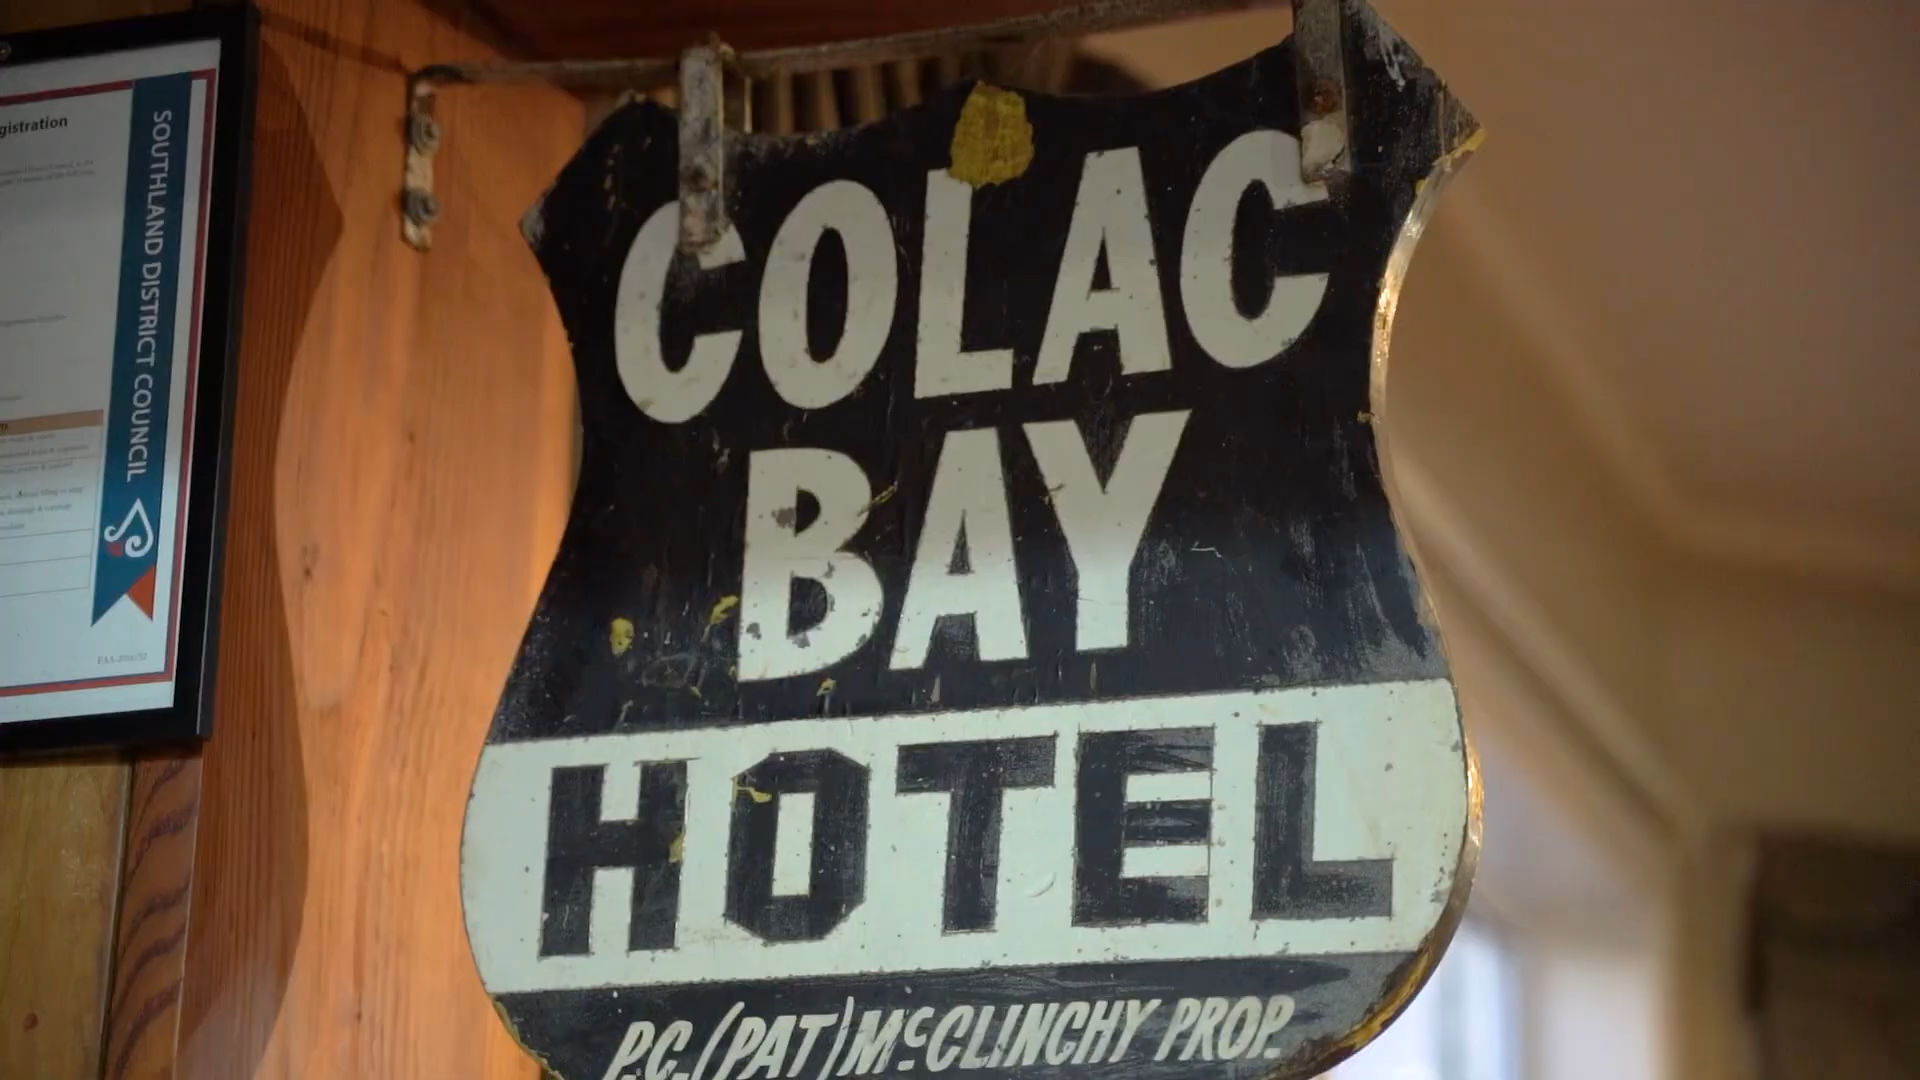 gistration
SOUTHLAND DISTRICT COUNCIL
COLAC
BAY
HOTEL
P.C. (PAT) McCLINCHY PROP.